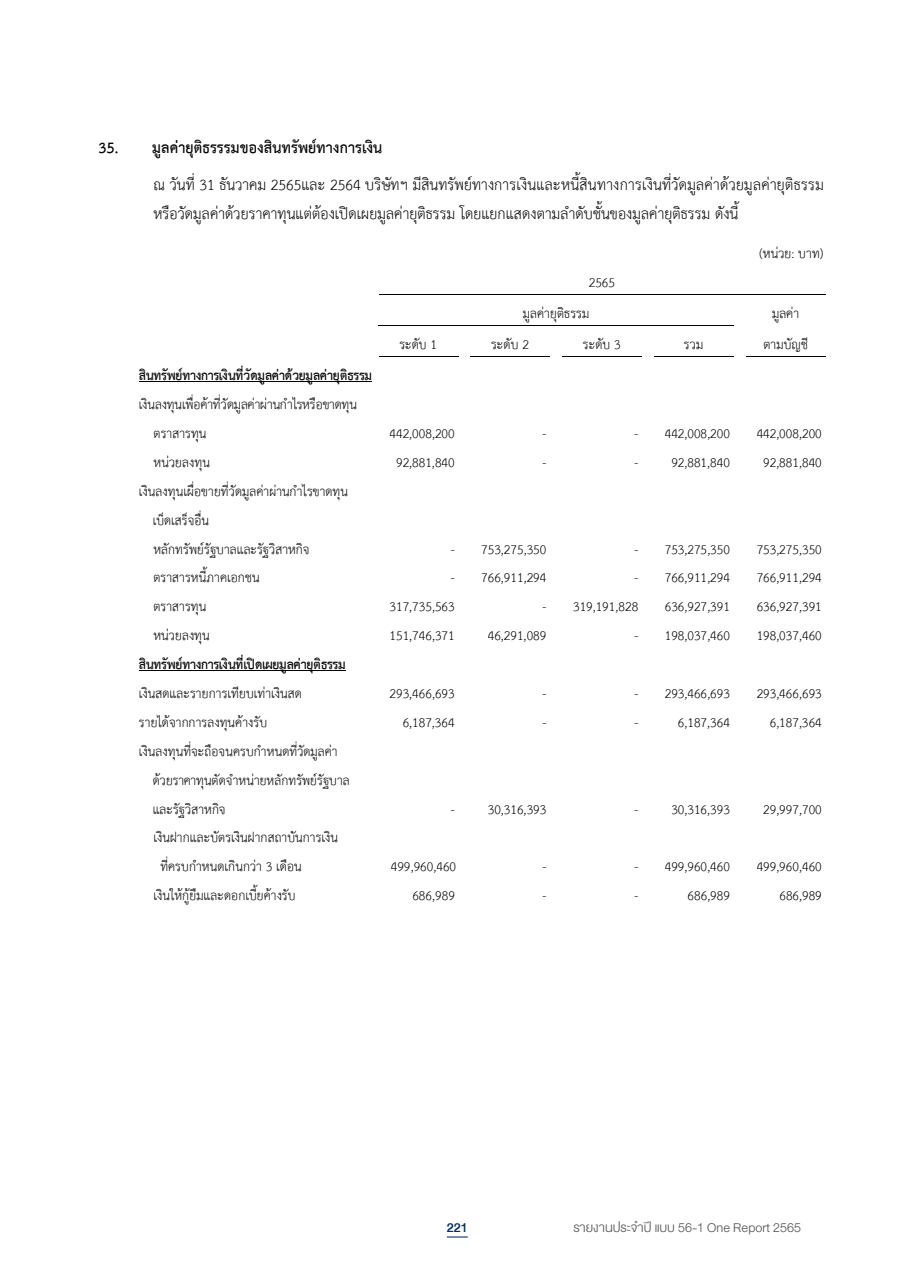 35. มูลค่ายุติธรรรมของสินทรัพย์ทางการเงิน
ณ วันที่ 31 ธันวาคม 2565และ 2564 บริษัทฯ มีสินทรัพย์ทางการเงินและหนี้สินทางการเงินที่วัดมูลค่าด้วยมูลค่ายุติธรรม
หรือวัดมูลค่าด้วยราคาทุนแต่ต้องเปิดเผยมูลค่ายุติธรรม โดยแยกแสดงตามลำดับชั้นของมูลค่ายุติธรรม ดังนี้
(หน่วย: บาท)
2565
มูลค่ายุติธรรม มูลค่า
ระดับ 1 ระดับ 2 ระดับ 3 รวม ตามบัญชี
สินทรัพย์ทางการเงินที่วัดมูลค่าด้วยมูลค่ายุติธรรม
เงินลงทุนเพื่อค้าที่วัดมูลค่าผ่านกำไรหรือขาดทุน
ตราสารทุน 442,008,200 - - 442,008,200 442,008,200
หน่วยลงทุน 92,881,840 - - 92,881,840 92,881,840
เงินลงทุนเผื่อขายที่วัดมูลค่าผ่านกำไรขาดทุน
เบ็ดเสร็จอื่น
หลักทรัพย์รัฐบาลและรัฐวิสาหกิจ - 753,275,350 - 753,275,350 753,275,350
ตราสารหนี้ภาคเอกชน - 766,911,294 - 766,911,294 766,911,294
ตราสารทุน 317,735,563 - 319,191,828 636,927,391 636,927,391
หน่วยลงทุน 151,746,371 46,291,089 - 198,037,460 198,037,460
สินทรัพย์ทางการเงินที่เปิดเผยมูลค่ายุติธรรม
เงินสดและรายการเทียบเท่าเงินสด 293,466,693 - - 293,466,693 293,466,693
รายได้จากการลงทุนค้างรับ 6,187,364 - - 6,187,364 6,187,364
เงินลงทุนที่จะถือจนครบกำหนดที่วัดมูลค่า
ด้วยราคาทุนตัดจำหน่ายหลักทรัพย์รัฐบาล
และรัฐวิสาหกิจ - 30,316,393 - 30,316,393 29,997,700
เงินฝากและบัตรเงินฝากสถาบันการเงิน
ที่ครบกำหนดเกินกว่า 3 เดือน 499,960,460 - - 499,960,460 499,960,460
เงินให้กู้ยืมและดอกเบี้ยค้างรับ 686,989 - - 686,989 686,989
221 รายงานประจำปี แบบ 56-1 One Report 2565